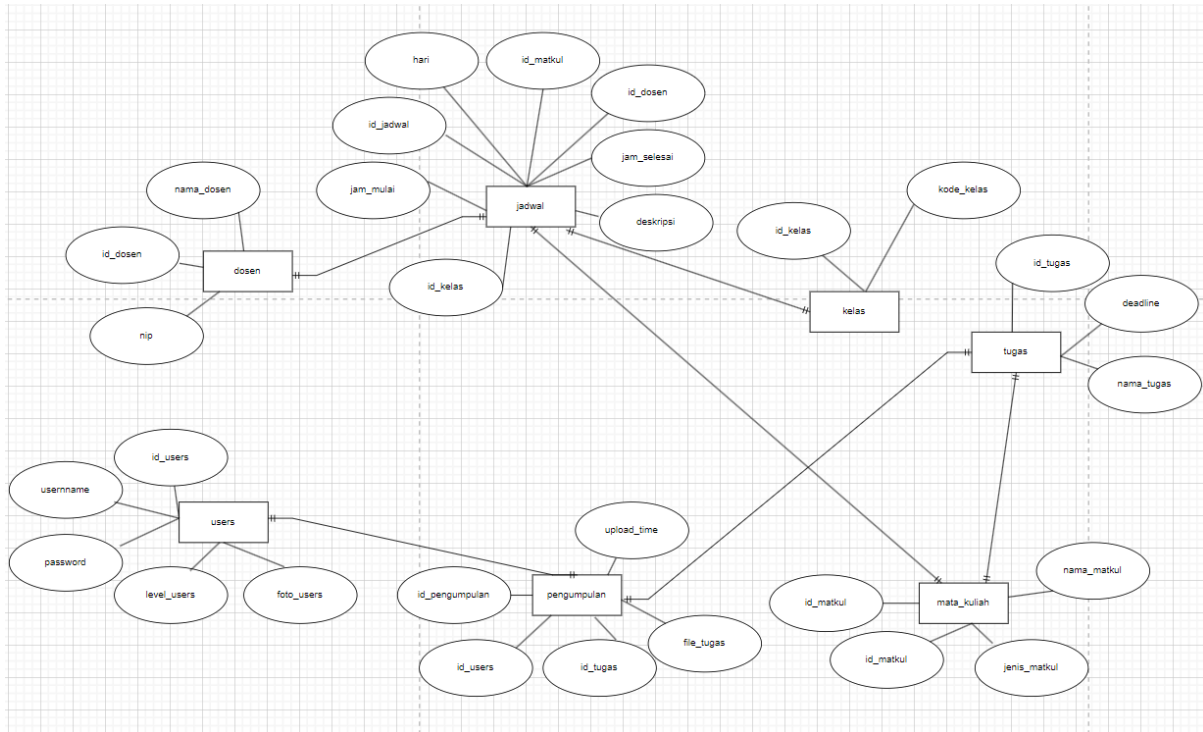 hari
id_matkul
id_dosen
id_jadwal
jam_selesai
jam_mulai
jadwal
deskripsi
nama_dosen
id_dosen
dosen
nip
id_kelas
kode_kelas
id_kelas
kelas
id_tugas
deadline
tugas
nama_tugas
id_users
usernname
users
password
level_users
foto_users
upload_time
id_pengumpulan
pengumpulan
id_users
id_tugas
file_tugas
nama_matkul
id_matkul
mata_kuliah
id_matkul
jenis_matkul